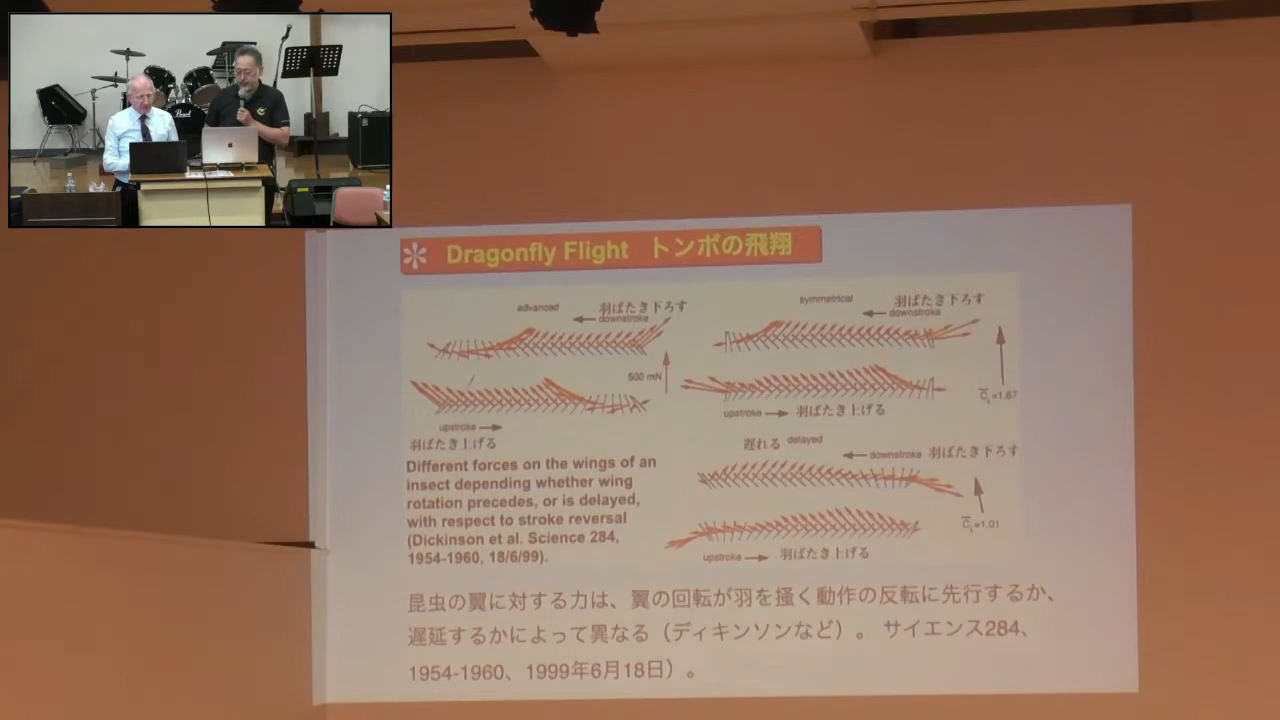 Dragonfly Flight トンボの飛翔
advanced
羽ばたき下ろす
downstroke
500 mN
upstroke
羽ばたき上げる
symmetrical
羽ばたき下ろす
downstroke
upstroke 羽ばたき上げる
遅れる delayed
downstroke 羽ばたき下ろす
upstroke 羽ばたき上げる
Different forces on the wings of an
insect depending whether wing
rotation precedes, or is delayed,
with respect to stroke reversal
(Dickinson et al. Science 284,
1954-1960, 18/6/99).
昆虫の翼に対する力は、翼の回転が羽を掻く動作の反転に先行するか、
遅延するかによって異なる（ディキンソンなど）。 サイエンス284、
1954-1960、1999年6月18日）。
Pearl